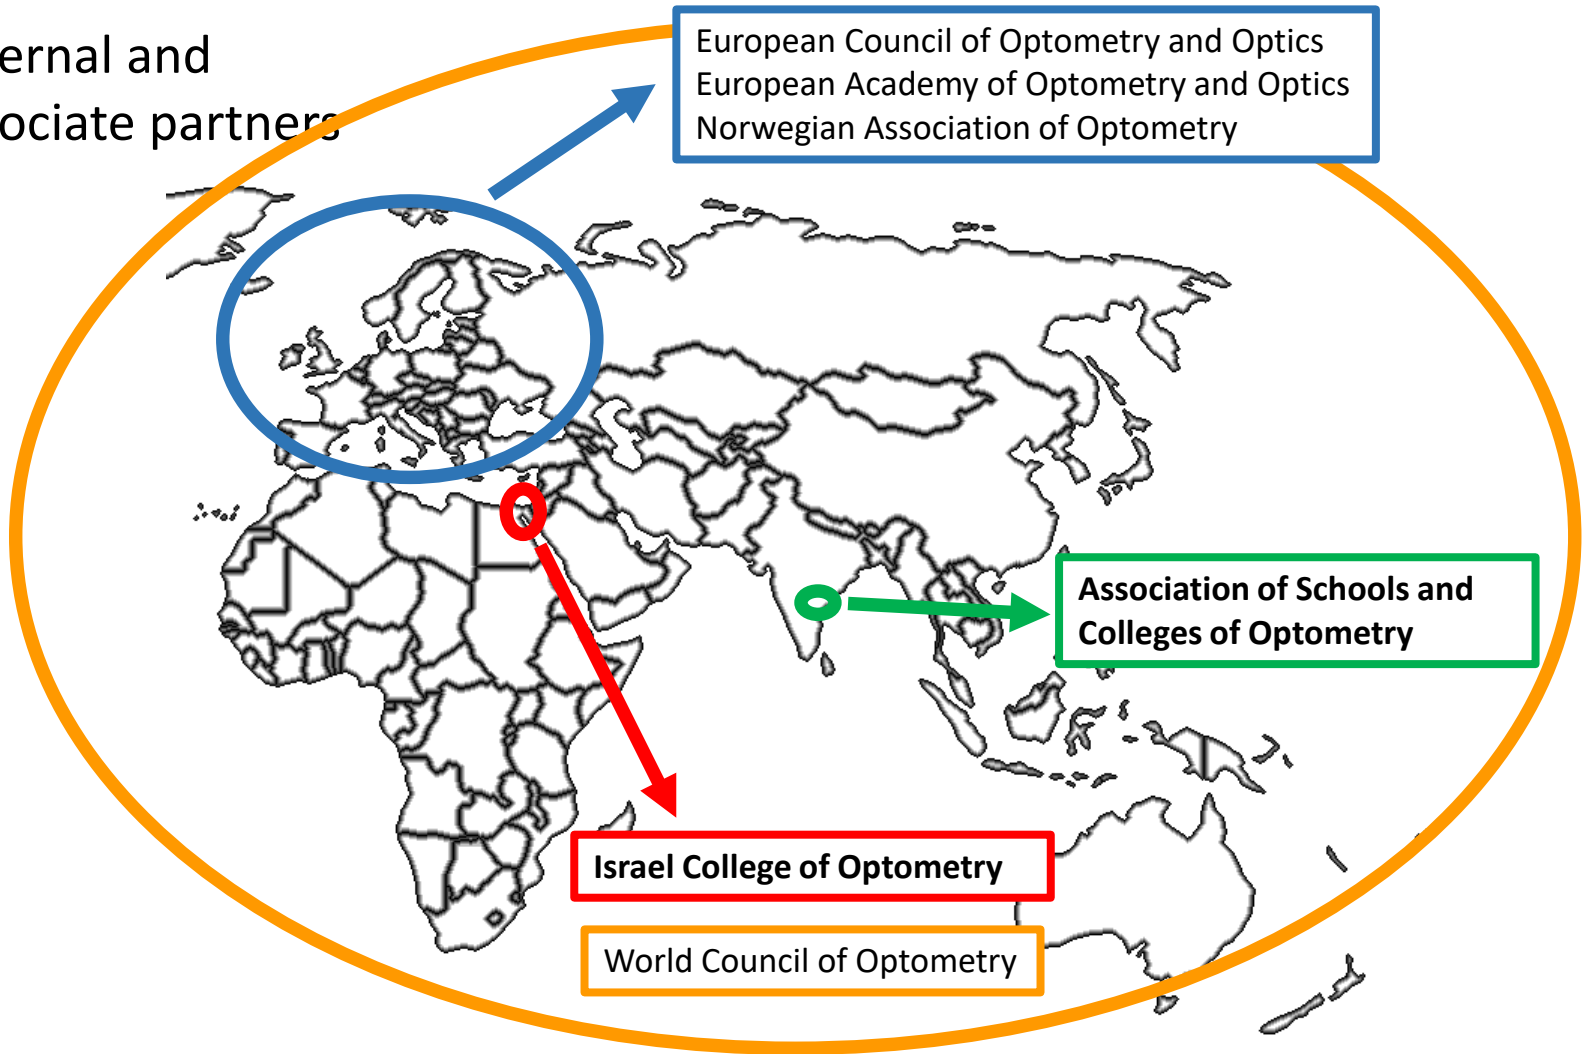 ernal and
ociate partners
European Council of Optometry and Optics
European Academy of Optometry and Optics
Norwegian Association of Optometry
Association of Schools and
Colleges of Optometry
Israel College of Optometry
World Council of Optometry